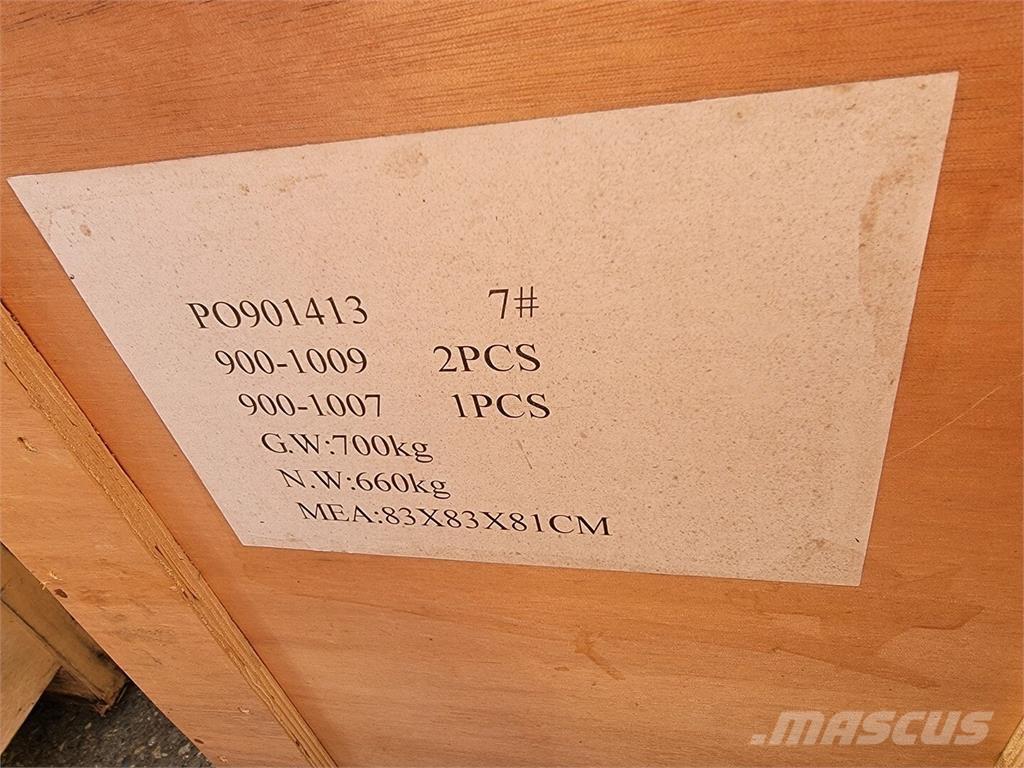 PO901413 7#
900-1009 2PCS
900-1007 1PCS
G.W:700kg
N.W:660kg
MEA:83X83X81CM
.MASCUS